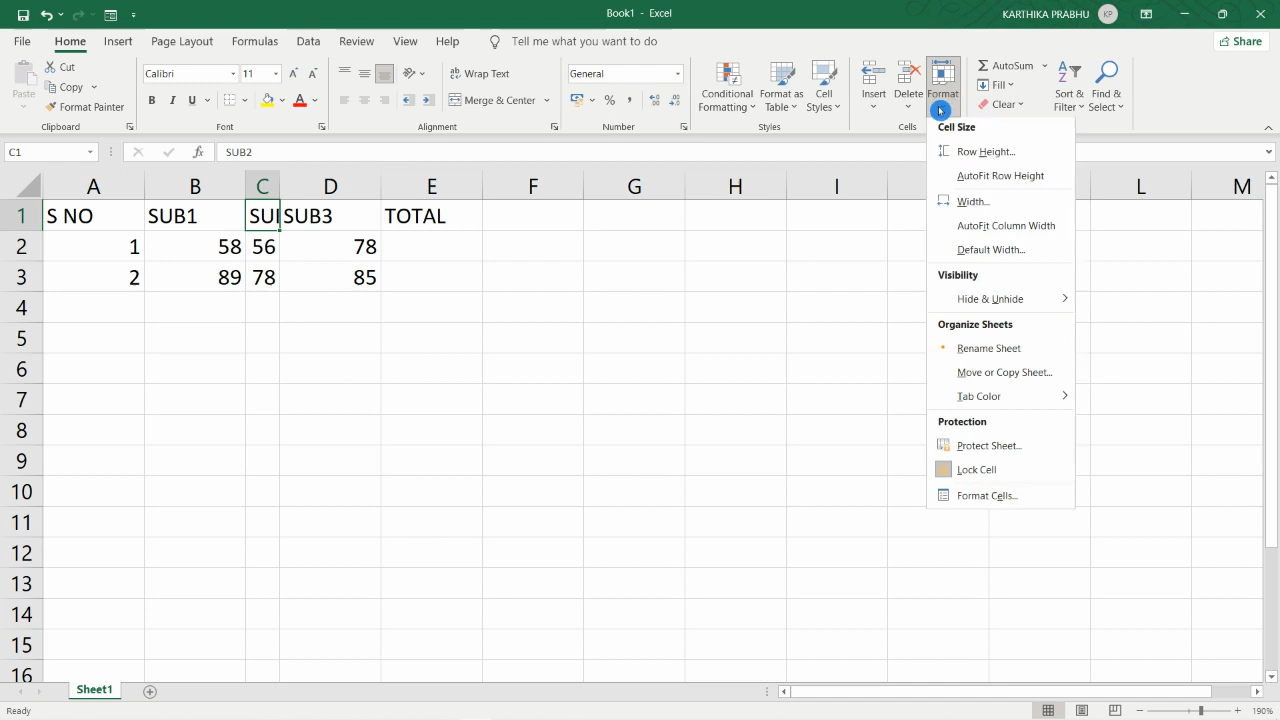 Book1 - Excel
KARTHIKA PRABHU KP
File Home Insert Page Layout Formulas Data Review View Help Tell me what you want to do Share
Paste
Cut
Copy
Format Painter
Clipboard
Calibri 11
B I U A
Font
Wrap Text
Merge & Center
Alignment
General
% ,
Number
Conditional Formatting
Format as Table
Cell Styles
Styles
Insert
Delete
Format
Cells
AutoSum
Fill
Clear
Sort & Filter
Find & Select
Editing
C1 fx SUB2
A B C D E F G H I L M
1 S NO SUB1 SUI SUB3 TOTAL
2 1 58 56 78
3 2 89 78 85
4
5
6
7
8
9
10
11
12
13
14
15
16
Cell Size
Row Height...
AutoFit Row Height
Width...
AutoFit Column Width
Default Width...
Visibility
Hide & Unhide
Organize Sheets
Rename Sheet
Move or Copy Sheet...
Tab Color
Protection
Protect Sheet...
Lock Cell
Format Cells...
Sheet1
Ready
190%